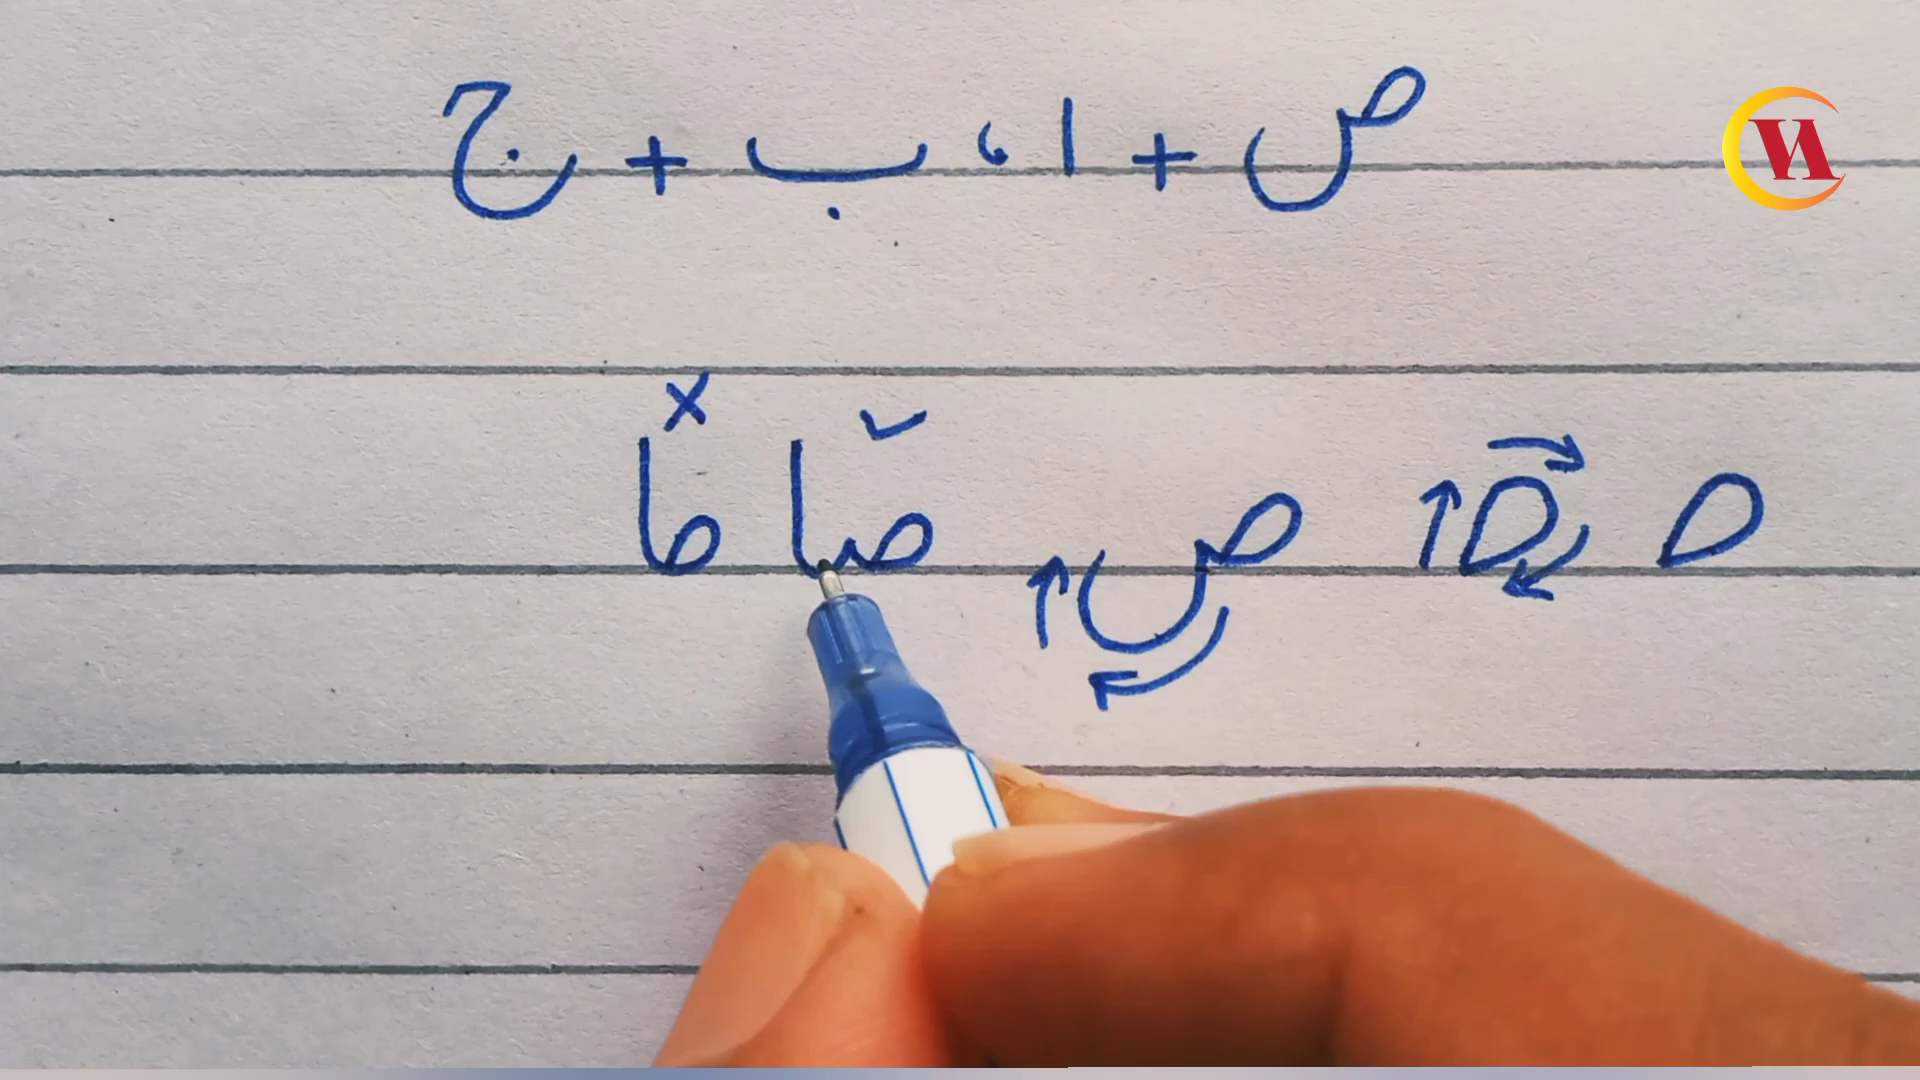 ص + ا ، ب + ج
ص صا ص ص ما